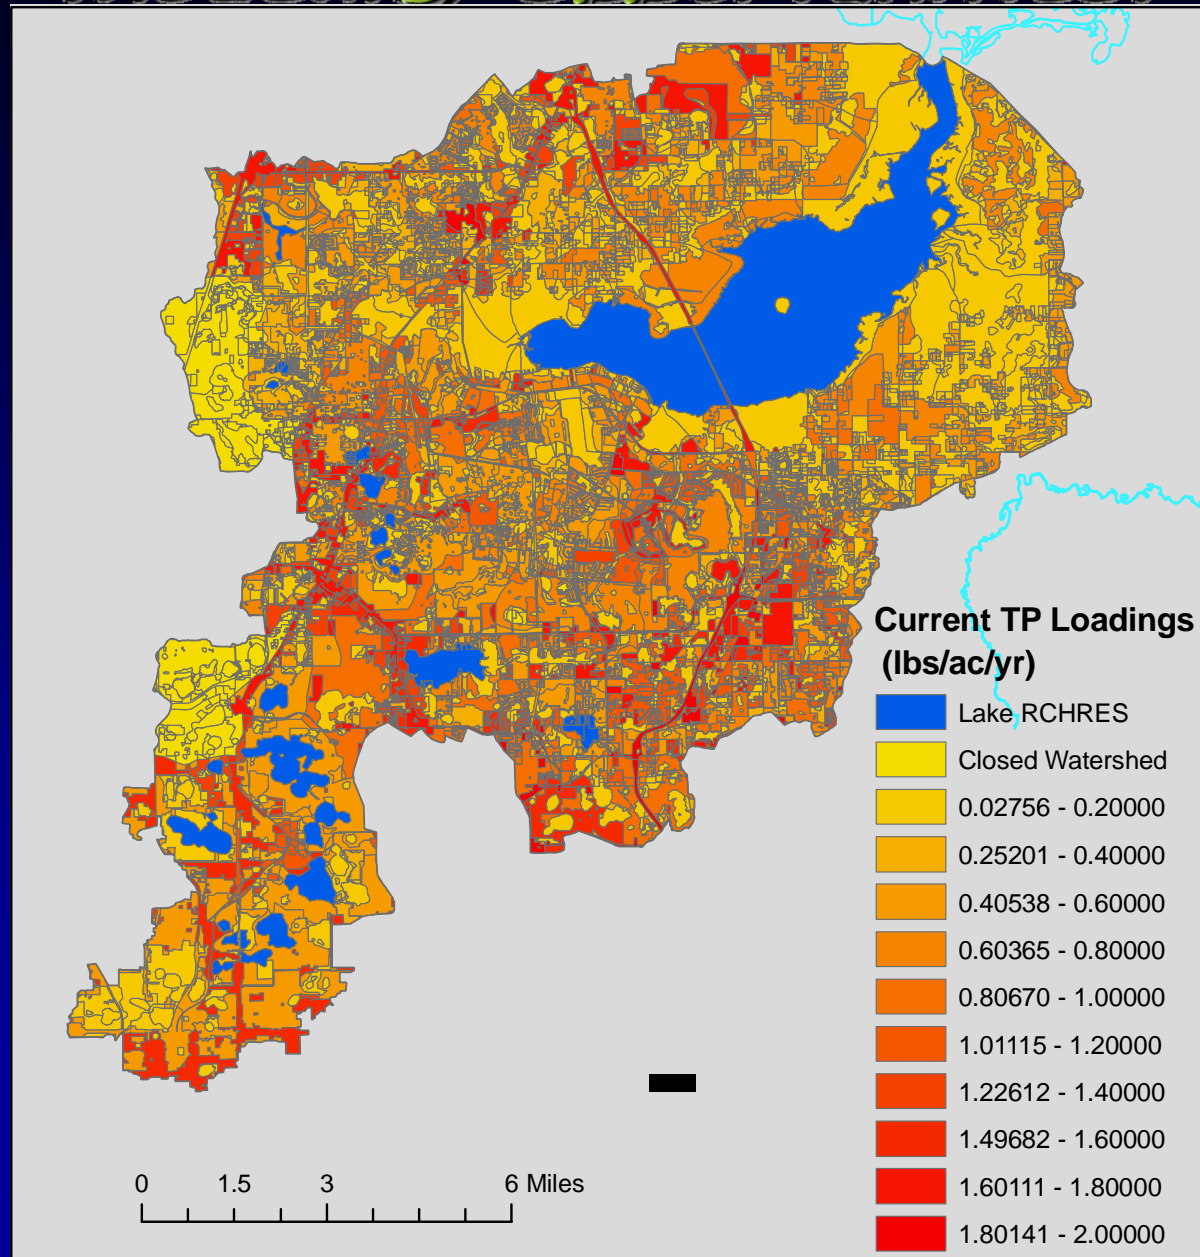 Current TP Loadings
(lbs/ac/yr)
Lake RCHRES
Closed Watershed
0.02756 - 0.20000
0.25201 - 0.40000
0.40538 - 0.60000
0.60365 - 0.80000
0.80670 - 1.00000
1.01115 - 1.20000
1.22612 - 1.40000
1.49682 - 1.60000
1.60111 - 1.80000
1.80141 - 2.00000
0 1.5 3 6 Miles